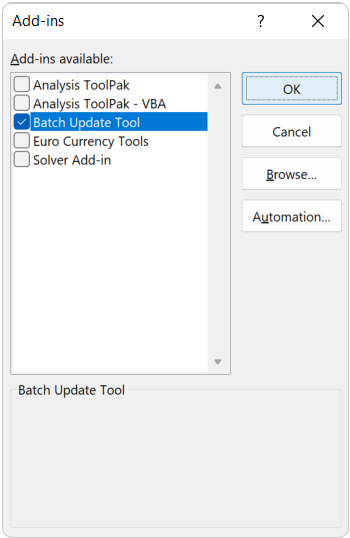 Add-ins
?
Add-ins available:
Analysis ToolPak
Analysis ToolPak - VBA
Batch Update Tool
Euro Currency Tools
Solver Add-in
OK
Cancel
Browse...
Automation...
Batch Update Tool